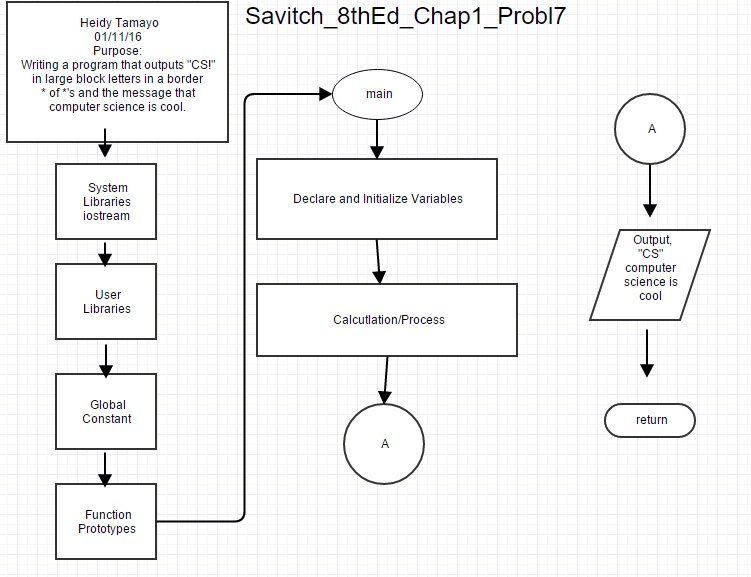 Savitch_8thEd_Chap1_Probl7
Heidy Tamayo
01/11/16
Purpose:
Writing a program that outputs "CS!"
in large block letters in a border
* of *'s and the message that
computer science is cool.
System
Libraries
iostream
User
Libraries
Global
Constant
Function
Prototypes
main
Declare and Initialize Variables
Calcutlation/Process
A
A
Output,
"CS"
computer
science is
cool
return